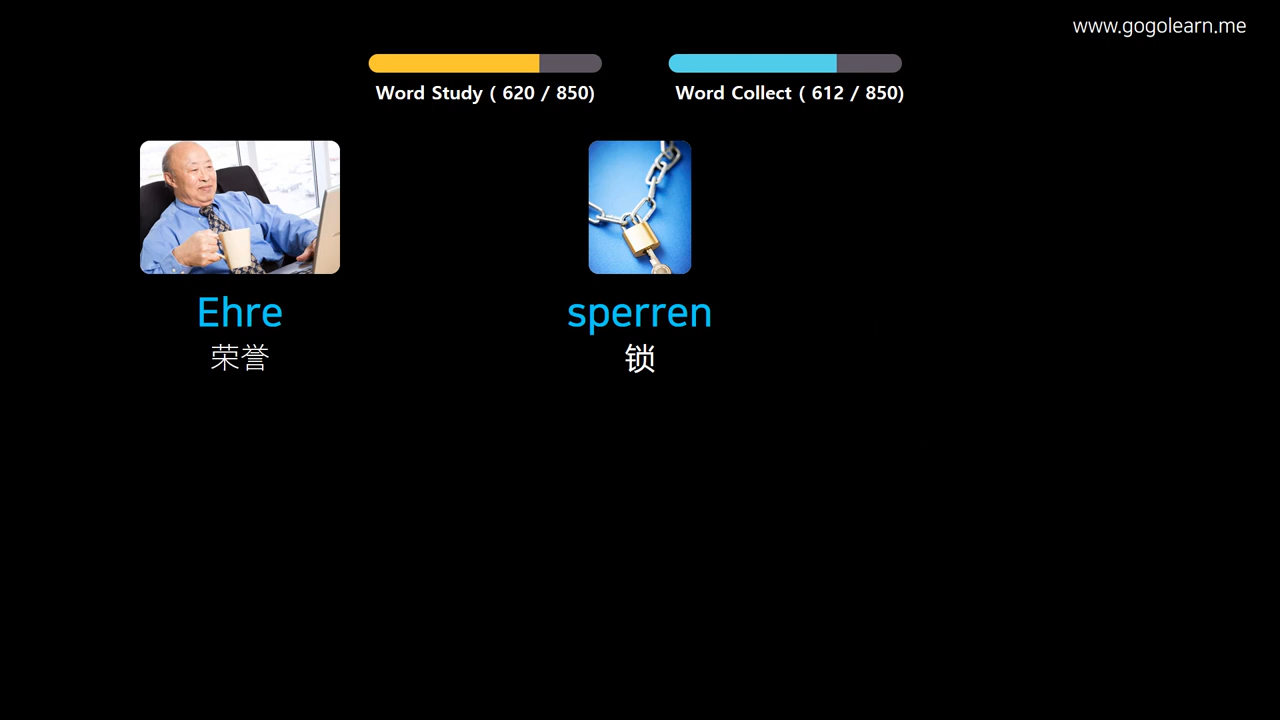 www.gogolearn.me
Word Study ( 620 / 850)
Word Collect ( 612 / 850)
Ehre
荣誉
sperren
锁